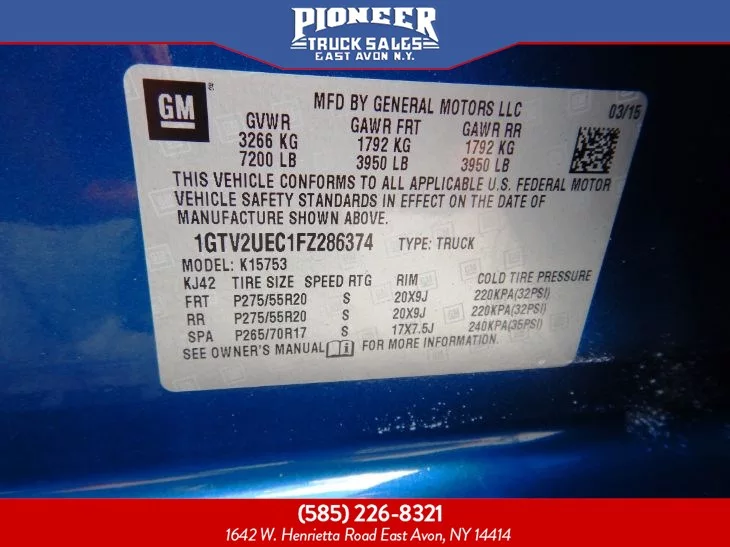 PIONEER
TRUCK SALES
EAST AVON N.Y.
GM
MFD BY GENERAL MOTORS LLC
03/15
GVWR GAWR FRT GAWR RR
3266 KG 1792 KG 1792 KG
7200 LB 3950 LB 3950 LB
THIS VEHICLE CONFORMS TO ALL APPLICABLE U.S. FEDERAL MOTOR
VEHICLE SAFETY STANDARDS IN EFFECT ON THE DATE OF
MANUFACTURE SHOWN ABOVE.
1GTV2UEC1FZ286374 TYPE: TRUCK
MODEL: K15753
KJ42 TIRE SIZE SPEED RTG RIM COLD TIRE PRESSURE
FRT P275/55R20 S 20X9J 220KPA(32PSI)
RR P275/55R20 S 20X9J 220KPA(32PSI)
SPA P265/70R17 S 17X7.5J 240KPA(35PSI)
SEE OWNER'S MANUAL i FOR MORE INFORMATION.
(585) 226-8321
1642 W. Henrietta Road East Avon, NY 14414